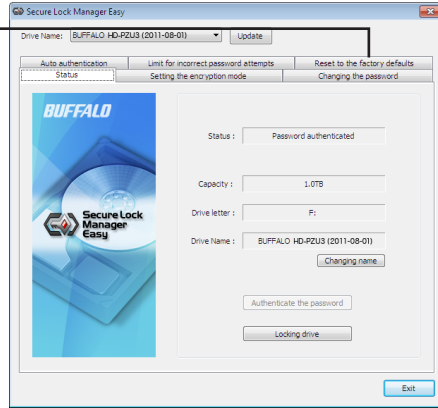 Secure Lock Manager Easy
Drive Name: BUFFALO HD-PZU3 (2011-08-01) Update
Auto authentication Limit for incorrect password attempts Reset to the factory defaults
Status Setting the encryption mode Changing the password
BUFFALO
Secure Lock
Manager
Easy
Status : Password authenticated
Capacity : 1.0TB
Drive letter : F:
Drive Name : BUFFALO HD-PZU3 (2011-08-01)
Changing name
Authenticate the password
Locking drive
Exit